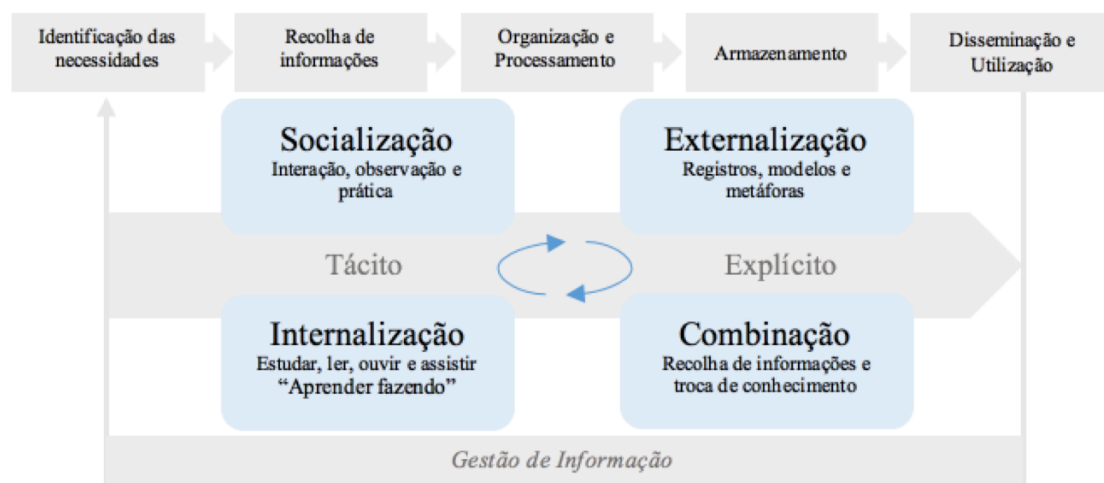 Identificação das
necessidades
Recolha de
informações
Organização e
Processamento
Armazenamento
Disseminação e
Utilização
Socialização
Interação, observação e
prática
Externalização
Registros, modelos e
metáforas
Tácito
Explícito
Internalização
Estudar, ler, ouvir e assistir
“Aprender fazendo”
Combinação
Recolha de informações e
troca de conhecimento
Gestão de Informação